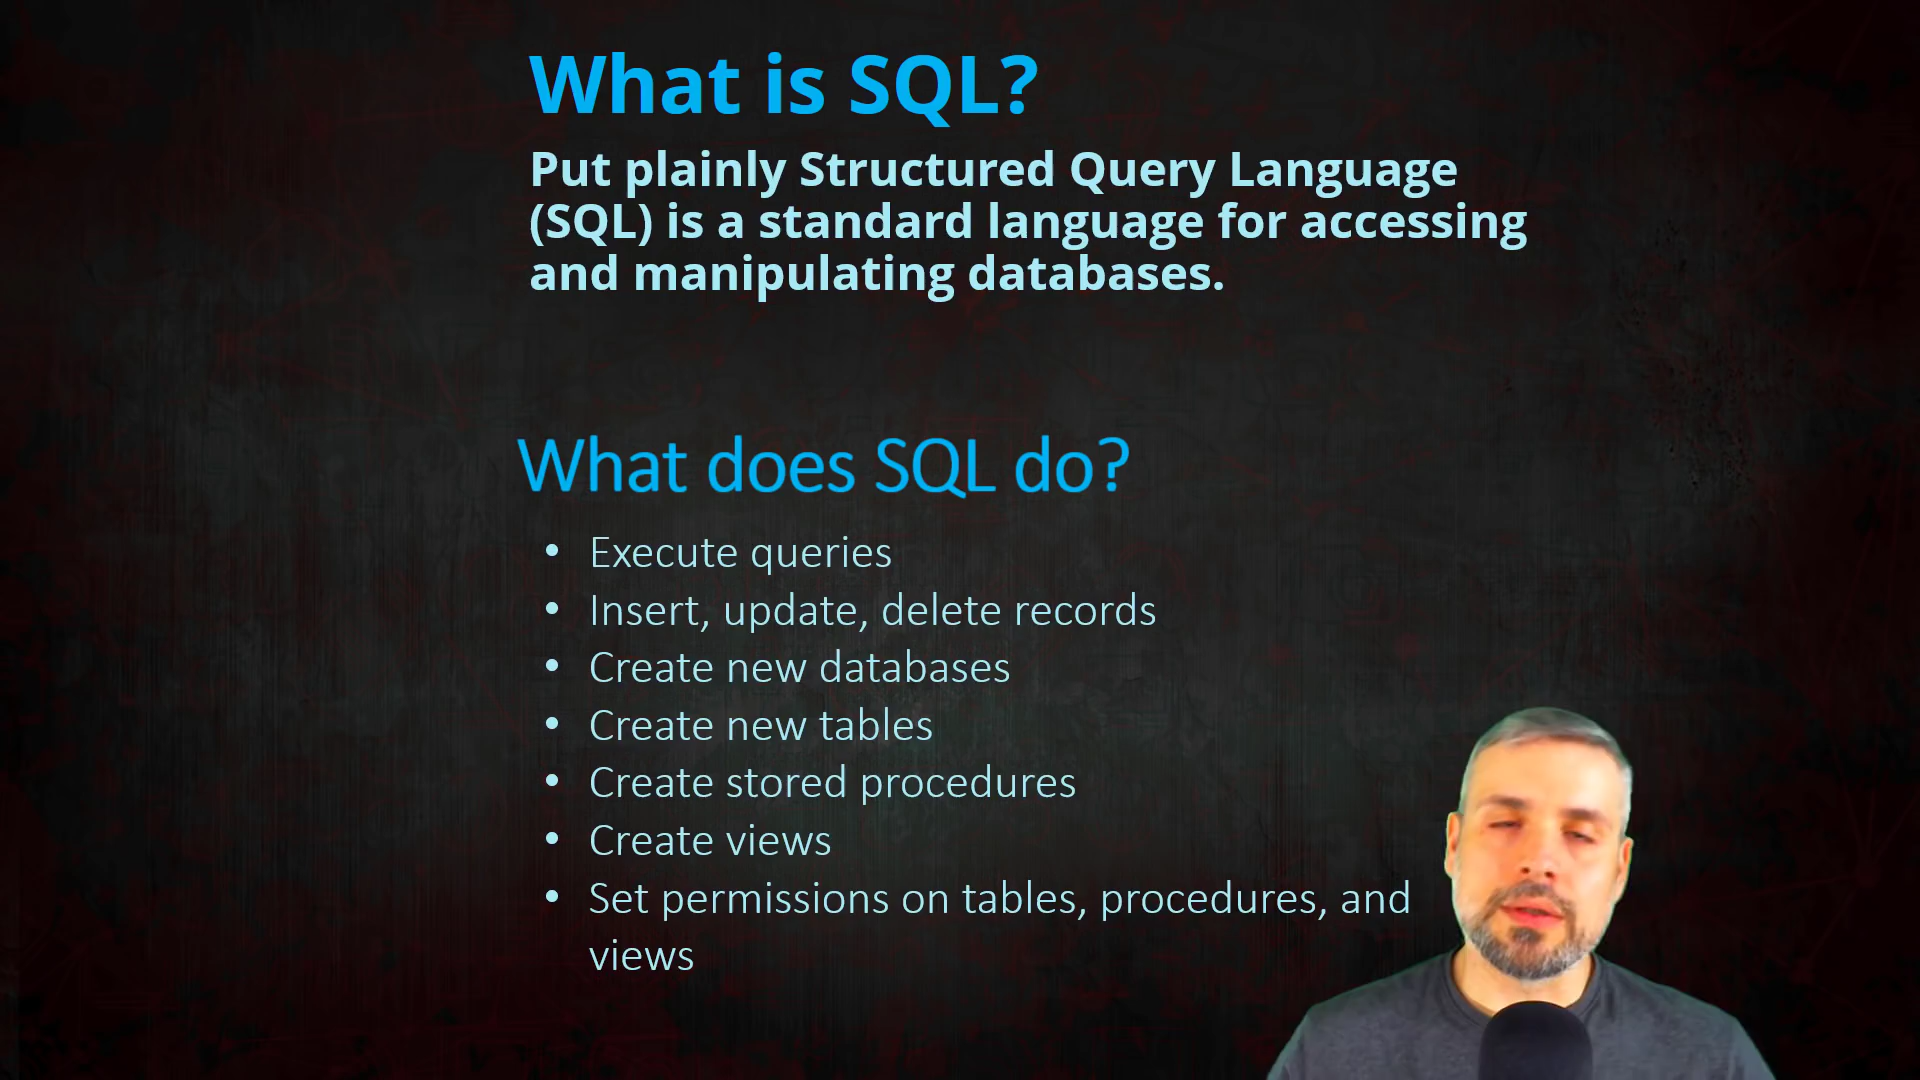 What is SQL?
Put plainly Structured Query Language
(SQL) is a standard language for accessing
and manipulating databases.
What does SQL do?
• Execute queries
• Insert, update, delete records
• Create new databases
• Create new tables
• Create stored procedures
• Create views
• Set permissions on tables, procedures, and
views